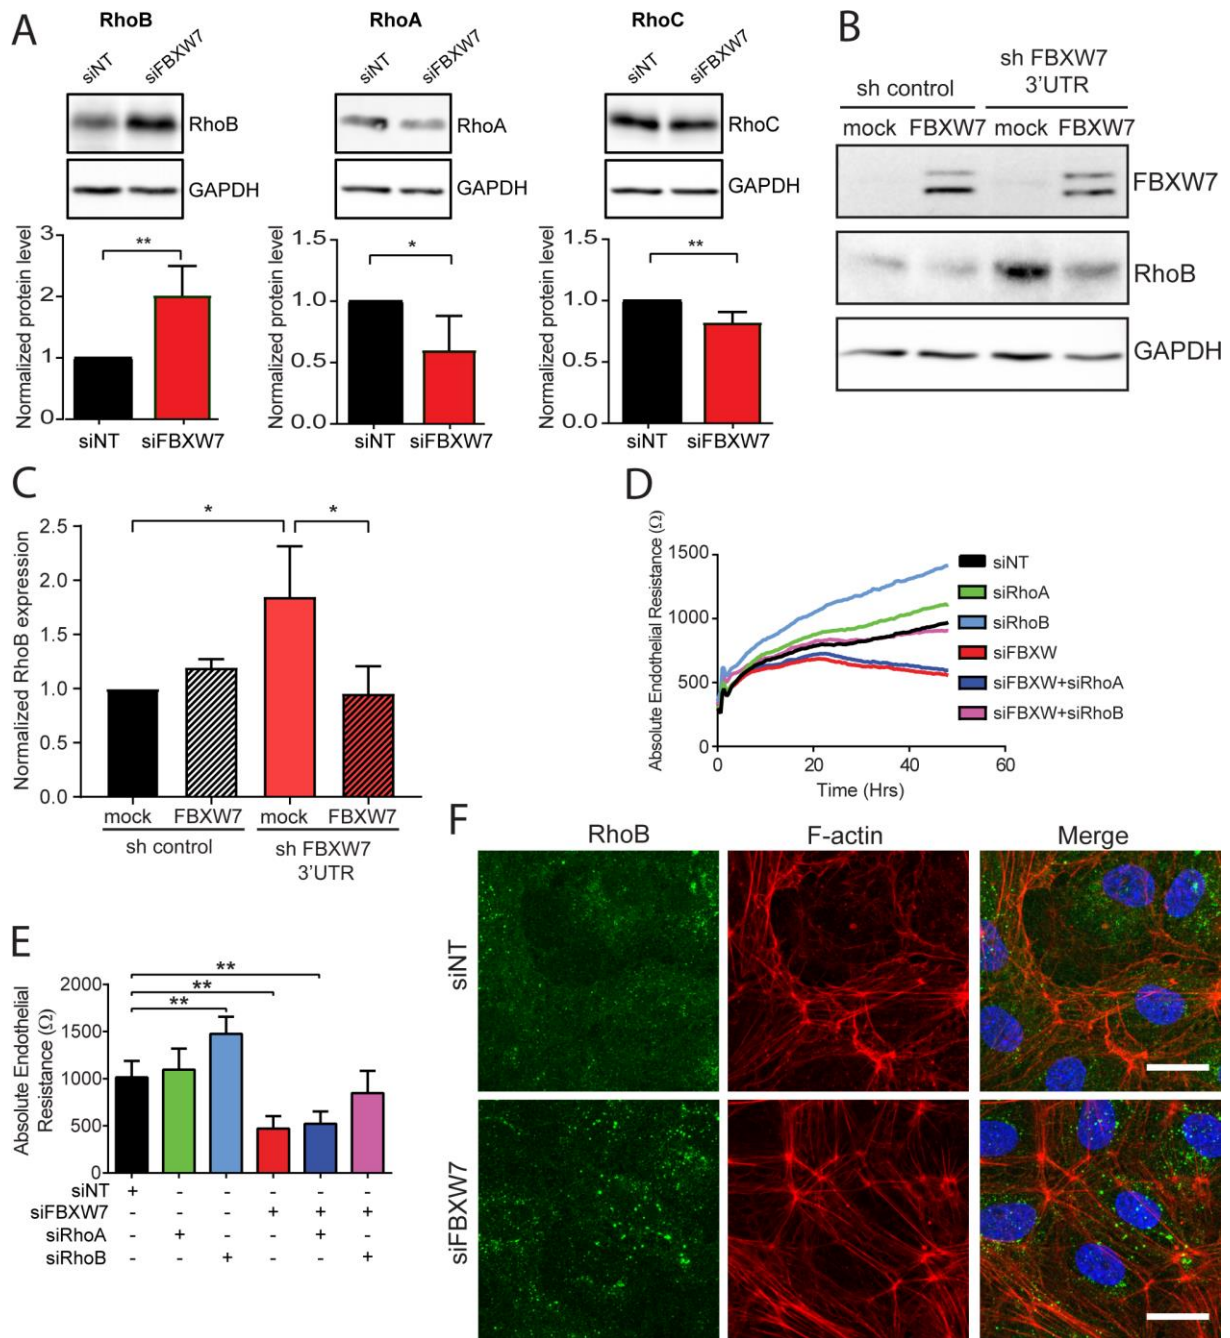 A
RhoB
siNT
siFBXW7
RhoB
GAPDH
Normalized protein level
3
2
1
0
**
siNT siFBXW7
RhoA
siNT
siFBXW7
RhoA
GAPDH
Normalized protein level
1.5
1.0
0.5
0.0
*
siNT siFBXW7
RhoC
siNT
siFBXW7
RhoC
GAPDH
Normalized protein level
1.5
1.0
0.5
0.0
**
siNT siFBXW7
B
sh control
sh FBXW7
3'UTR
mock FBXW7 mock FBXW7
FBXW7
RhoB
GAPDH
C
Normalized RhoB expression
2.5
2.0
1.5
1.0
0.5
0.0
* *
mock FBXW7 mock FBXW7
sh control sh FBXW7
3'UTR
D
Absolute Endothelial Resistance (Ω)
1500
1000
500
0
0 20 40 60
Time (Hrs)
siNT
siRhoA
siRhoB
siFBXW
siFBXW+siRhoA
siFBXW+siRhoB
E
Absolute Endothelial
Resistance (Ω)
2000
1500
1000
500
0
**
**
**
siNT + - - - - -
siFBXW7 - - - + + +
siRhoA - + - - + -
siRhoB - - + - - +
F
RhoB F-actin Merge
siNT
siFBXW7